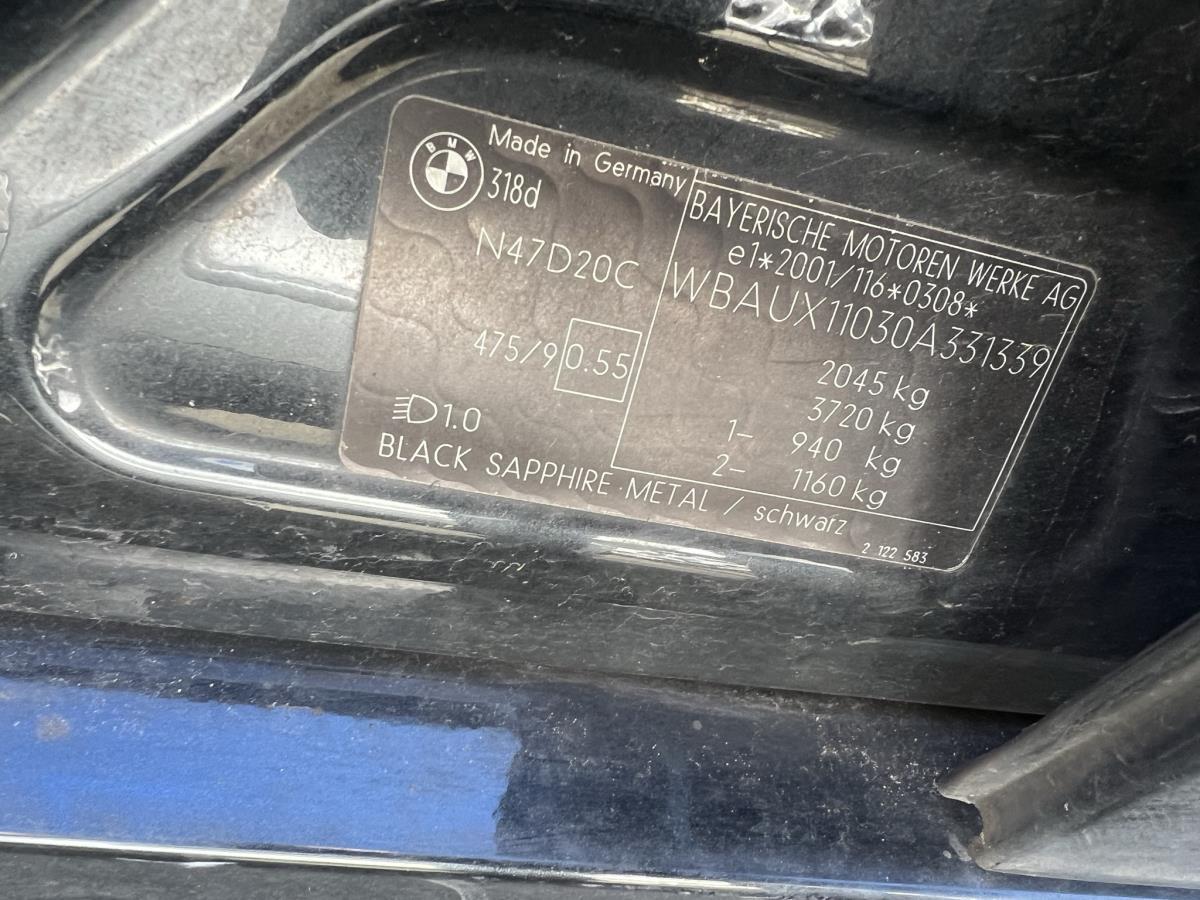 BMW
Made in Germany
318d
N47D20C
475/9 0.55
1.0
BLACK SAPPHIRE METAL / schwarz
BAYERISCHE MOTOREN WERKE AG
e1*2001/116*0308*
WBAUX11030A331339
2045 kg
3720 kg
1- 940 kg
2- 1160 kg
2 122 583